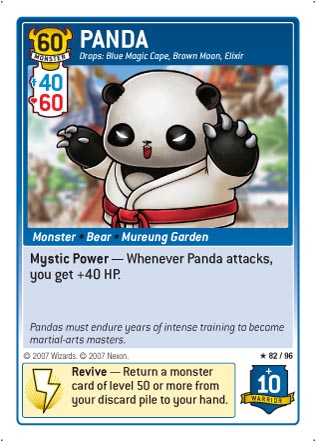 60
MONSTER
PANDA
Drops: Blue Magic Cape, Brown Moon, Elixir
40
60
Monster • Bear • Mureung Garden
Mystic Power — Whenever Panda attacks,
you get +40 HP.
Pandas must endure years of intense training to become
martial-arts masters.
© 2007 Wizards. © 2007 Nexon.
★ 82 / 96
Revive — Return a monster
card of level 50 or more from
your discard pile to your hand.
+
10
WARRIOR